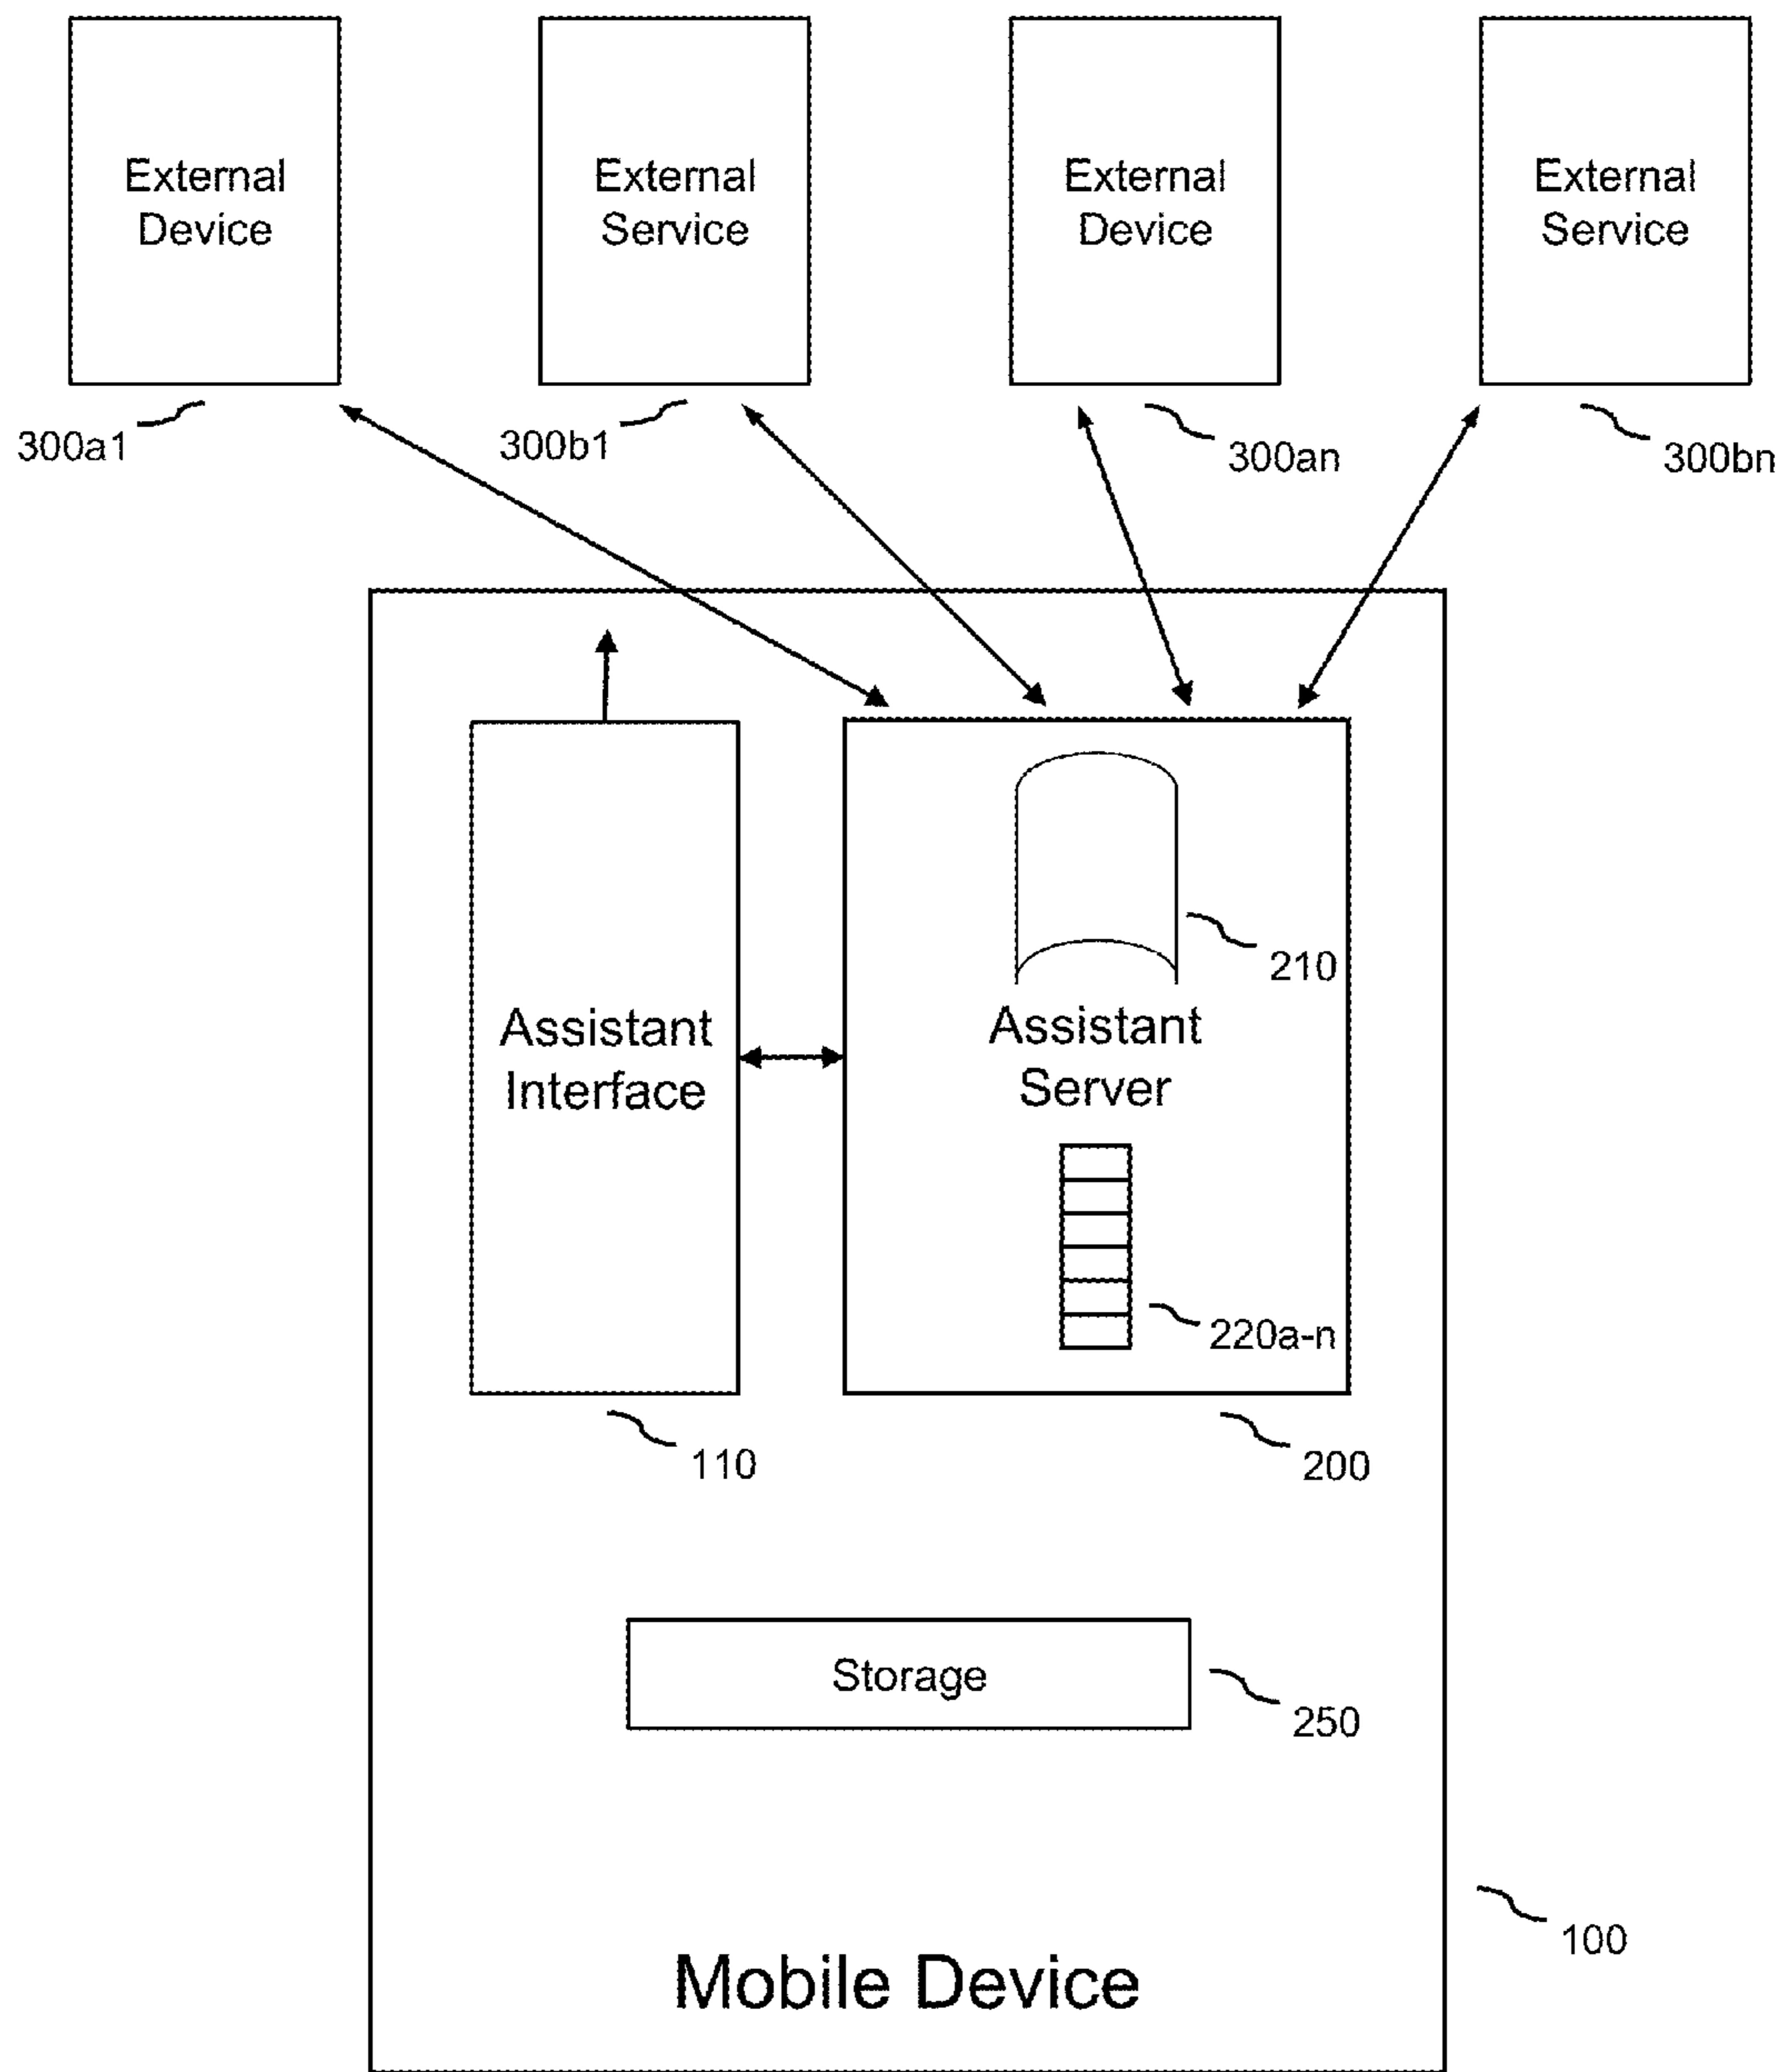 External
Device
External
Service
External
Device
External
Service
300a1
300b1
300an
300bn
210
Assistant
Interface
Assistant
Server
220a-n
110
200
Storage
250
100
Mobile Device